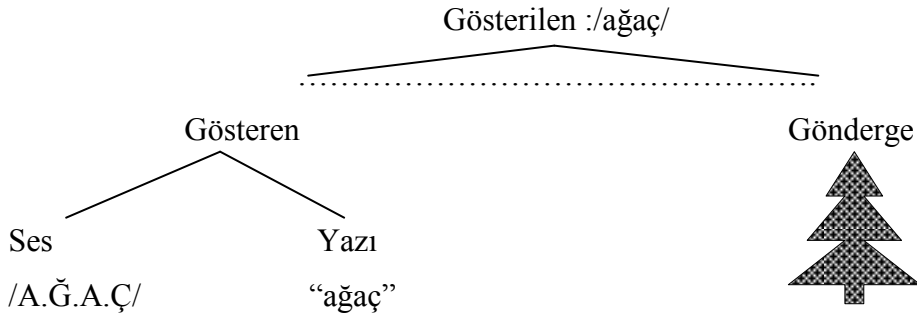 Gösterilen :/ağaç/
Gösteren Gönderge
Ses Yazı
/A.Ğ.A.Ç/ “ağaç”